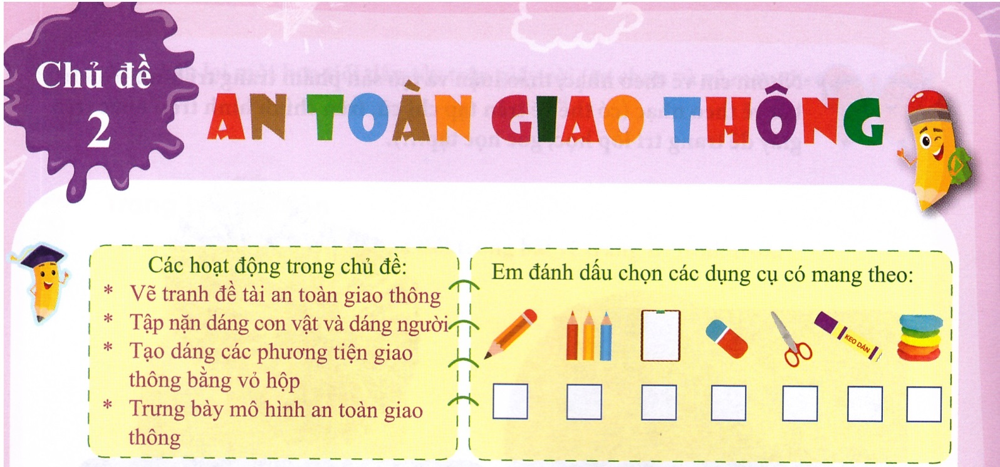 Chủ đề
2
AN TOÀN GIAO THÔNG
Các hoạt động trong chủ đề:
* Vẽ tranh đề tài an toàn giao thông
* Tập nặn dáng con vật và dáng người
* Tạo dáng các phương tiện giao
thông bằng vỏ hộp
* Trưng bày mô hình an toàn giao
thông
Em đánh dấu chọn các dụng cụ có mang theo:
KEO DÁN